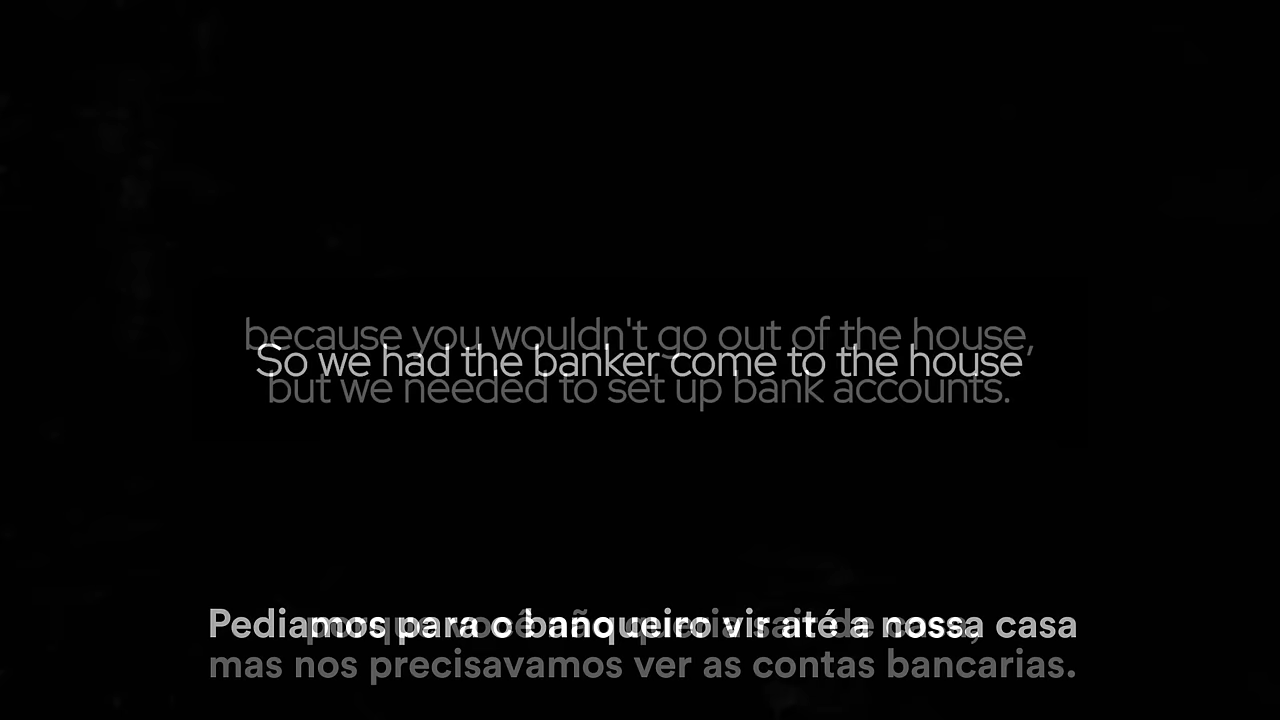 because you wouldn't go out of the house,
So we had the banker come to the house
but we needed to set up bank accounts.
Pediamos para o banqueiro vir até a nossa casa
mas nos precisavamos ver as contas bancarias.